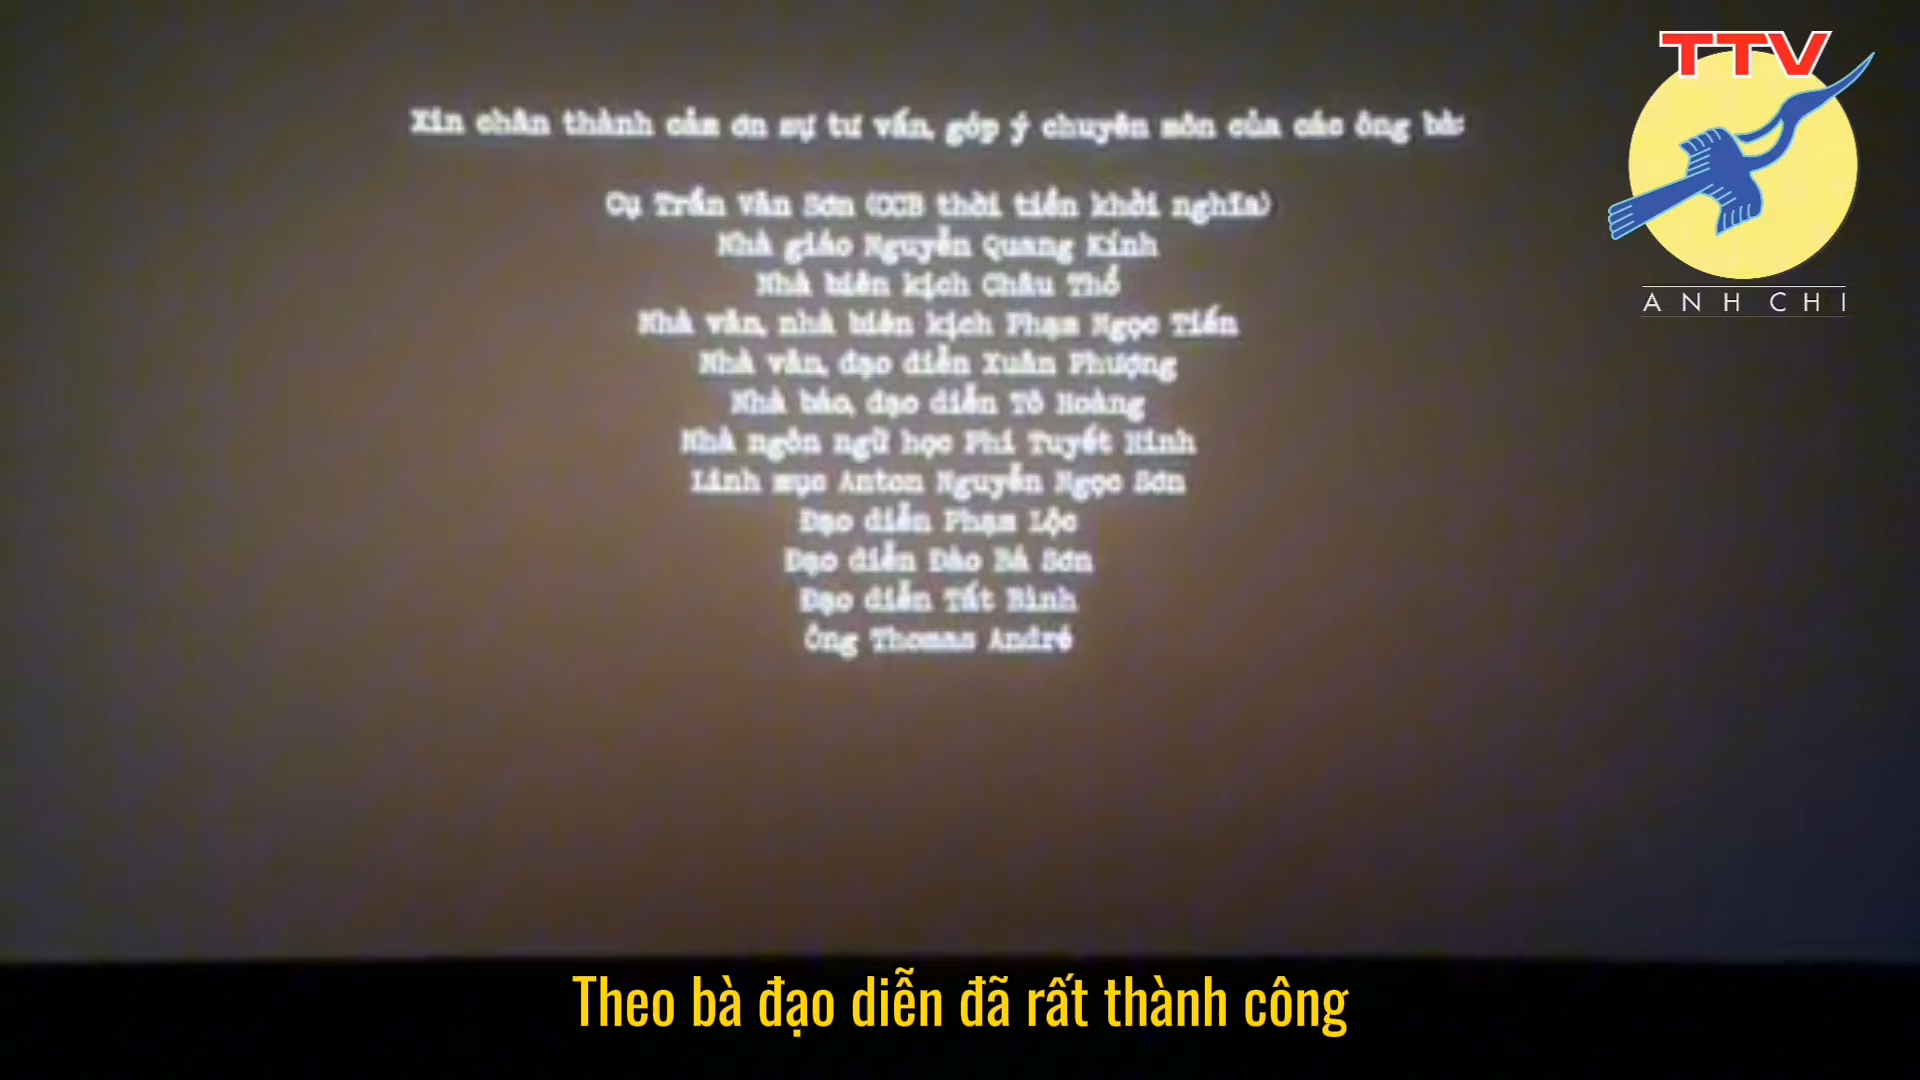 TTV
ANH CHI
Xin chân thành cảm ơn sự tư vấn, góp ý chuyên môn của các ông bà:
Cụ Trần Văn Sơn (CCB thời tiền khởi nghĩa)
Nhà giáo Nguyễn Quang Kính
Nhà biên kịch Châu Thổ
Nhà văn, nhà biên kịch Phạm Ngọc Tiến
Nhà văn, đạo diễn Xuân Phượng
Nhà báo, đạo diễn Tô Hoàng
Nhà ngôn ngữ học Phi Tuyết Hinh
Linh mục Anton Nguyễn Ngọc Sơn
Đạo diễn Phạm Lộc
Đạo diễn Đào Bá Sơn
Đạo diễn Tất Bình
Ông Thomas André
Theo bà đạo diễn đã rất thành công